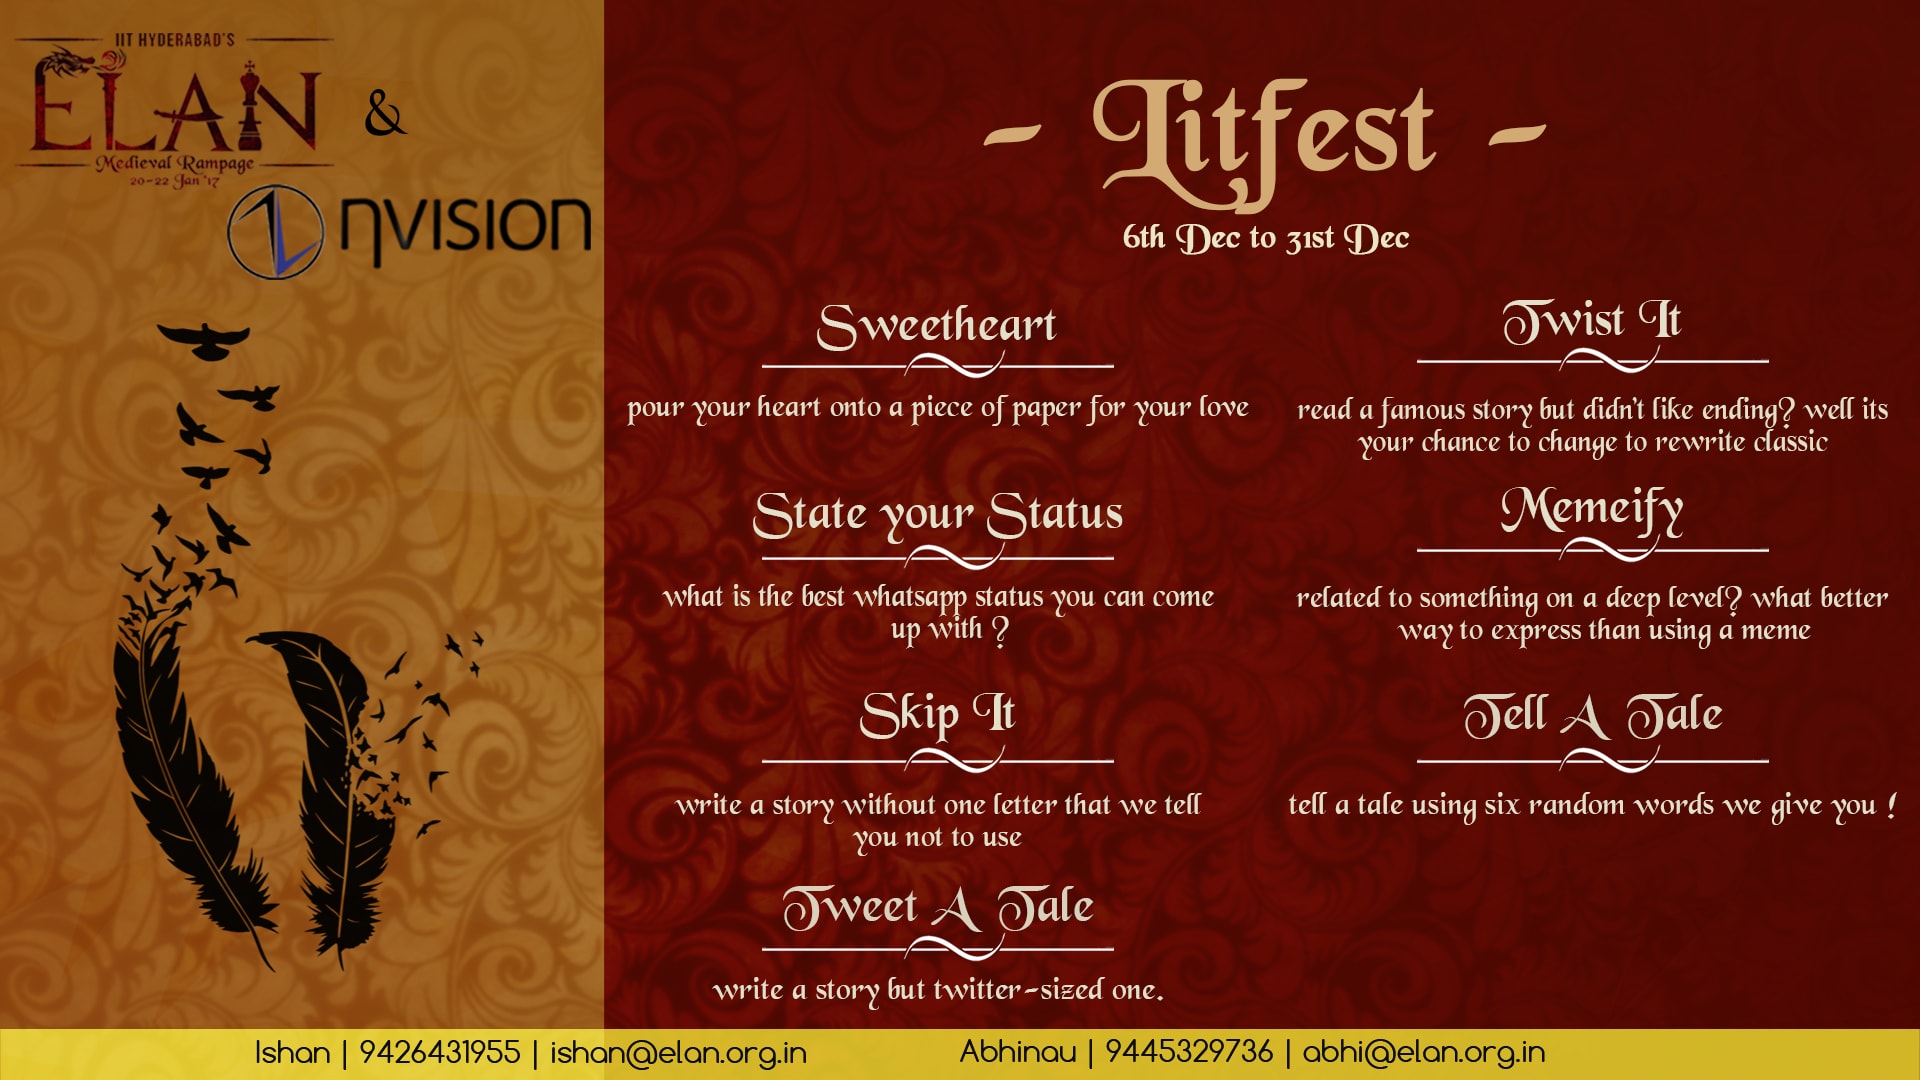 IIT HYDERABAD'S
ELAN
&
Medieval Rampage
20-22 Jan '17
ηvision
- Litfest -
6th Dec to 31st Dec
Sweetheart
pour your heart onto a piece of paper for your love
State your Status
what is the best whatsapp status you can come
up with ?
Skip It
write a story without one letter that we tell
you not to use
Tweet A Tale
write a story but twitter-sized one.
Twist It
read a famous story but didn't like ending? well its
your chance to change to rewrite classic
Memeify
related to something on a deep level? what better
way to express than using a meme
Tell A Tale
tell a tale using six random words we give you !
Ishan | 9426431955 | ishan@elan.org.in
Abhinau | 9445329736 | abhi@elan.org.in